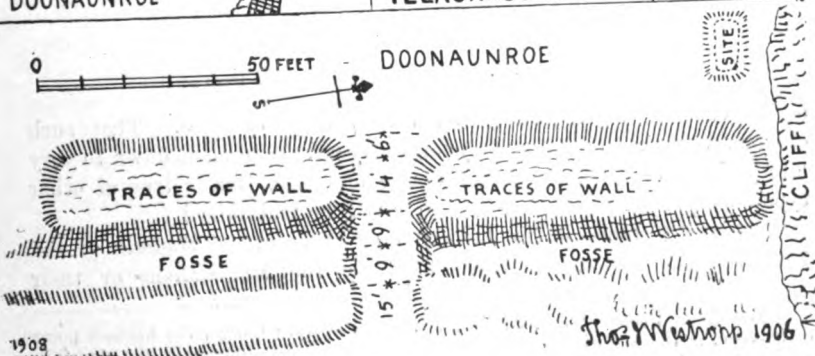 DOONAUNROE
0 50 FEET
DOONAUNROE
SITE
S
CLIFF
TRACES OF WALL
TRACES OF WALL
6'
14
9'
9'
15'
FOSSE
FOSSE
1908
Thos J Westropp 1906